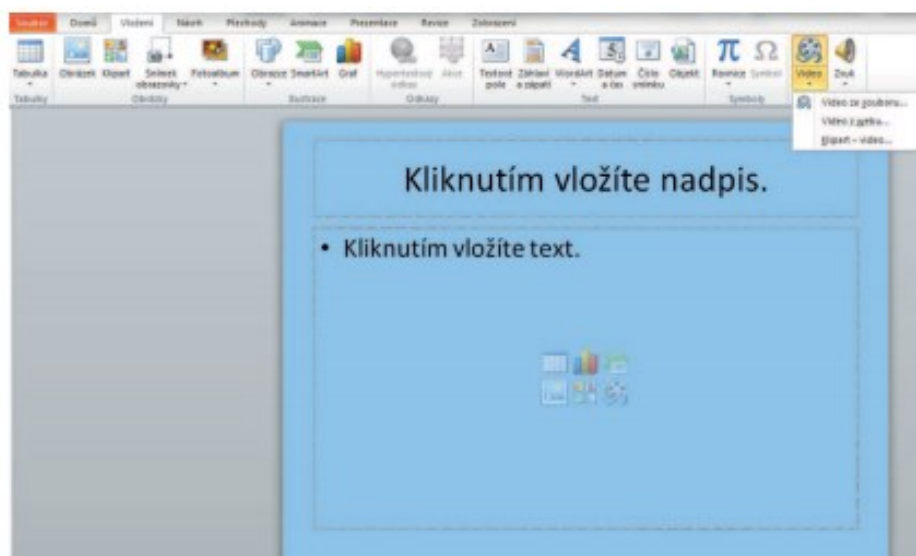 Soubor Domů Vložení Návrh Přechody Animace Prezentace Revize Zobrazení
Tabulka Obrázek Klipart Snímek obrazovky Fotoalbum Obrazce SmartArt Graf Hypertextový odkaz Akce Textové pole Záhlaví a zápatí WordArt Datum a čas Číslo snímku Objekt Rovnice Symbol Video Zvuk
Tabulky Obrázky Ilustrace Odkazy Text Symboly
Video ze souboru...
Video z webu...
Klipart – video...
Kliknutím vložíte nadpis.
• Kliknutím vložíte text.